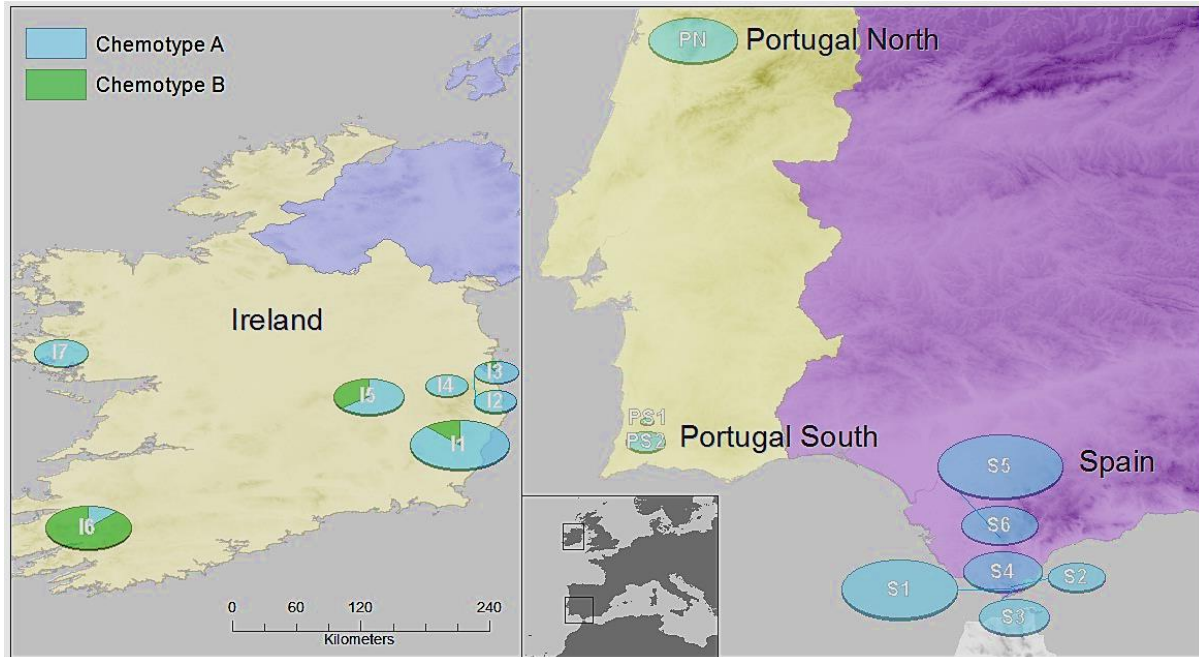 Chemotype A
Chemotype B
Ireland
I7
I5
I4
I3
I2
I1
I6
0 60 120 240
Kilometers
PN
Portugal North
PS1
PS2
Portugal South
S5
Spain
S6
S4
S2
S1
S3